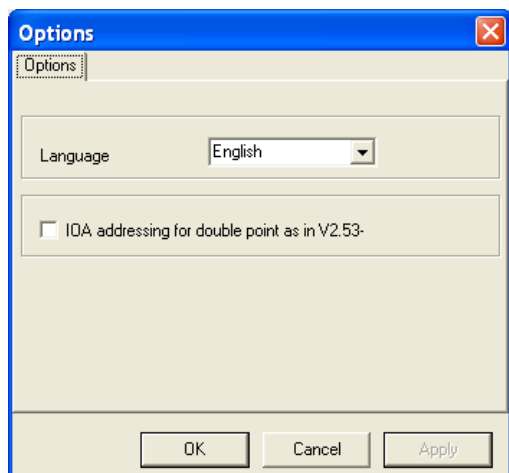 Options
Options
Language
English
IOA addressing for double point as in V2.53-
OK
Cancel
Apply